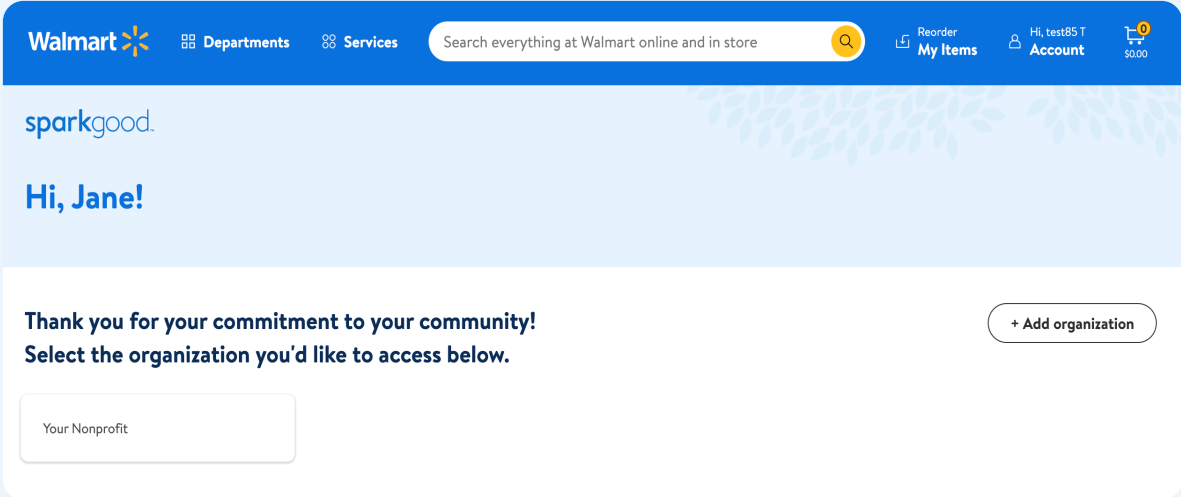 Walmart
Departments
Services
Search everything at Walmart online and in store
Reorder
My Items
Hi, test85 T
Account
0
$0.00
sparkgood™
Hi, Jane!
Thank you for your commitment to your community!
Select the organization you'd like to access below.
+ Add organization
Your Nonprofit